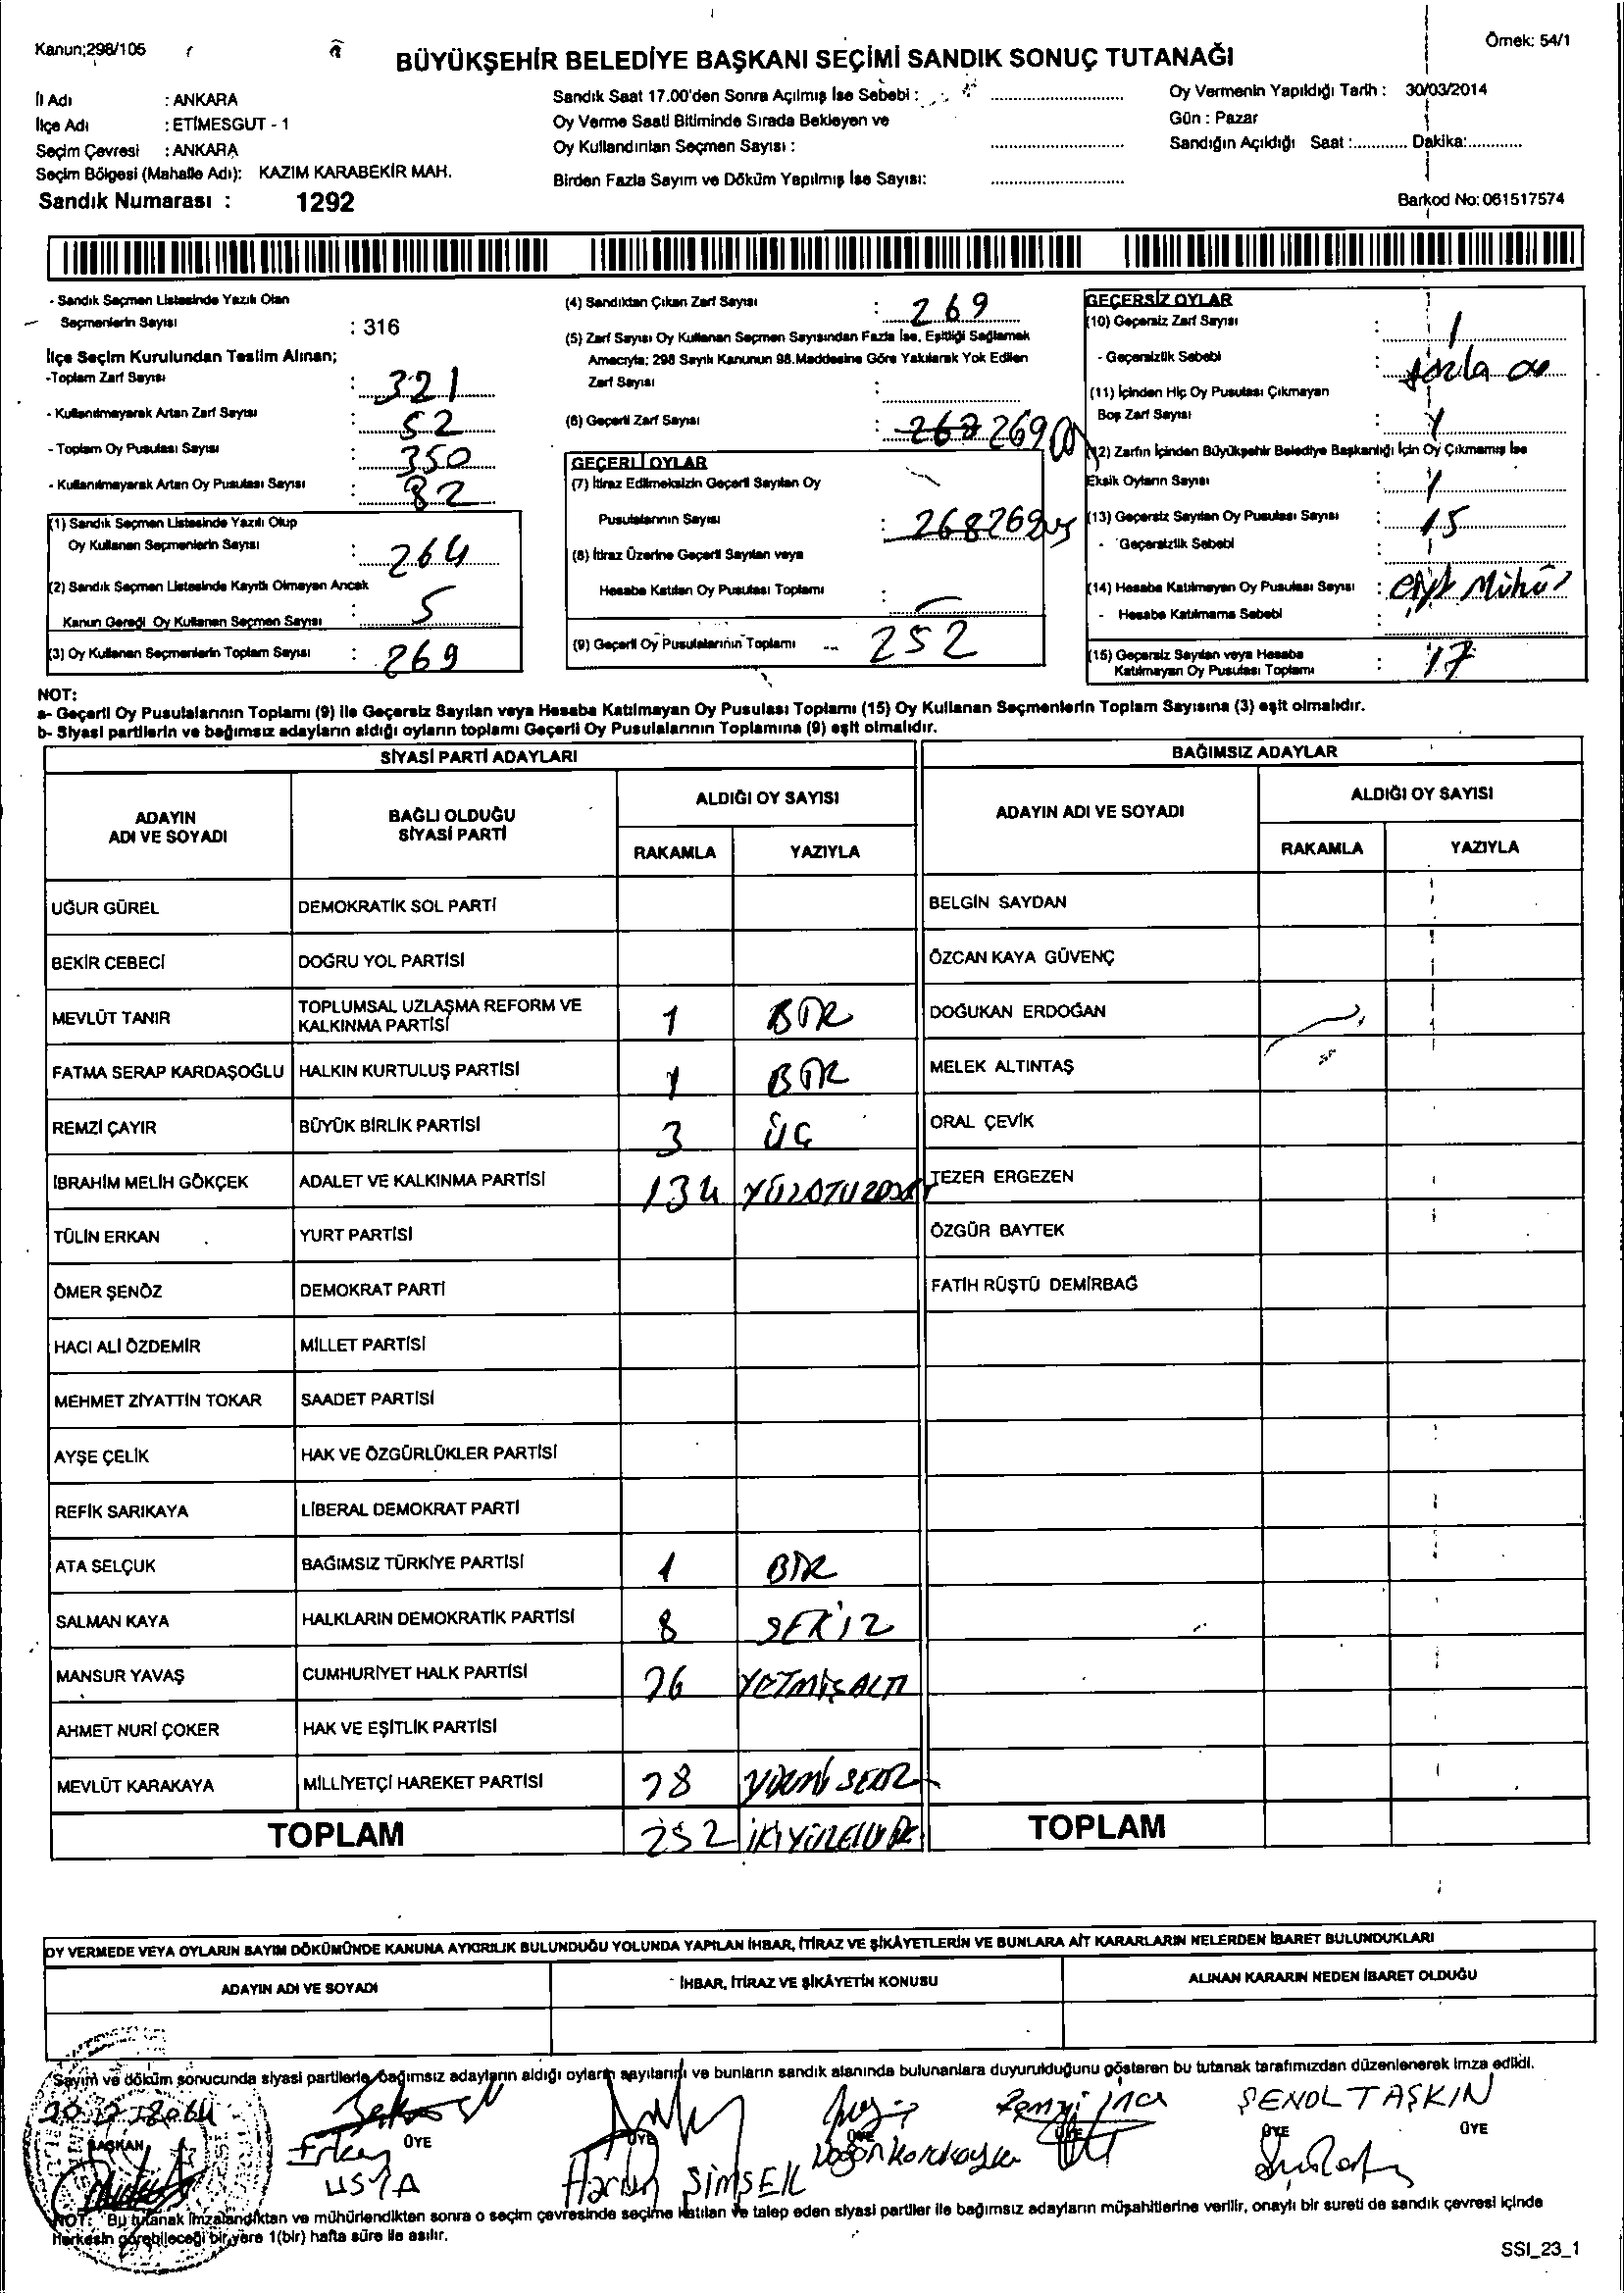 Kanun;298/105
Örnek: 54/1
BÜYÜKŞEHİR BELEDİYE BAŞKANI SEÇİMİ SANDIK SONUÇ TUTANAĞI
İl Adı : ANKARA
İlçe Adı : ETİMESGUT - 1
Seçim Çevresi : ANKARA
Seçim Bölgesi (Mahalle Adı): KAZIM KARABEKİR MAH.
Sandık Numarası : 1292
Sandık Saat 17.00'den Sonra Açılmış İse Sebebi :
Oy Verme Saati Bitiminde Sırada Bekleyen ve
Oy Kullandırılan Seçmen Sayısı :
Birden Fazla Sayım ve Döküm Yapılmış İse Sayısı:
Oy Vermenin Yapıldığı Tarih : 30/03/2014
Gün : Pazar
Sandığın Açıldığı Saat :............ Dakika:............
Barkod No: 061517574
- Sandık Seçmen Listesinde Yazılı Olan
Seçmenlerin Sayısı : 316
İlçe Seçim Kurulundan Teslim Alınan;
-Toplam Zarf Sayısı : 321
- Kullanılmayarak Artan Zarf Sayısı : 52
- Toplam Oy Pusulası Sayısı : 350
- Kullanılmayarak Artan Oy Pusulası Sayısı : 82
(1) Sandık Seçmen Listesinde Yazılı Olup
Oy Kullanan Seçmenlerin Sayısı : 264
(2) Sandık Seçmen Listesinde Kayıtlı Olmayan Ancak
Kanun Gereği Oy Kullanan Seçmen Sayısı : 5
(3) Oy Kullanan Seçmenlerin Toplam Sayısı : 269
(4) Sandıktan Çıkan Zarf Sayısı : 269
(5) Zarf Sayısı Oy Kullanan Seçmen Sayısından Fazla İse, Eşitliği Sağlamak
Amacıyla; 298 Sayılı Kanunun 98.Maddesine Göre Yakılarak Yok Edilen
Zarf Sayısı :
(6) Geçerli Zarf Sayısı : 268 269
GEÇERLİ OYLAR
(7) İtiraz Edilmeksizin Geçerli Sayılan Oy
Pusulalarının Sayısı : 268 269
(8) İtiraz Üzerine Geçerli Sayılan veya
Hesaba Katılan Oy Pusulası Toplamı : –
(9) Geçerli Oy Pusulalarının Toplamı 252
GEÇERSİZ OYLAR
(10) Geçersiz Zarf Sayısı : 1
- Geçersizlik Sebebi : fazla oy
(11) İçinden Hiç Oy Pusulası Çıkmayan
Boş Zarf Sayısı : 1
(12) Zarfın İçinden Büyükşehir Belediye Başkanlığı İçin Oy Çıkmamış İse
Eksik Oyların Sayısı : 1
(13) Geçersiz Sayılan Oy Pusulası Sayısı : 15
- Geçersizlik Sebebi :
(14) Hesaba Katılmayan Oy Pusulası Sayısı :
- Hesaba Katılmama Sebebi
(15) Geçersiz Sayılan veya Hesaba
Katılmayan Oy Pusulası Toplamı : 17
NOT:
a- Geçerli Oy Pusulalarının Toplamı (9) ile Geçersiz Sayılan veya Hesaba Katılmayan Oy Pusulası Toplamı (15) Oy Kullanan Seçmenlerin Toplam Sayısına (3) eşit olmalıdır.
b- Siyasi partilerin ve bağımsız adayların aldığı oyların toplamı Geçerli Oy Pusulalarının Toplamına (9) eşit olmalıdır.
SİYASİ PARTİ ADAYLARI
BAĞIMSIZ ADAYLAR
ADAYIN ADI VE SOYADI
BAĞLI OLDUĞU SİYASİ PARTİ
ALDIĞI OY SAYISI
RAKAMLA YAZIYLA
ADAYIN ADI VE SOYADI
ALDIĞI OY SAYISI
RAKAMLA YAZIYLA
UĞUR GÜREL DEMOKRATİK SOL PARTİ BELGİN SAYDAN
BEKİR CEBECİ DOĞRU YOL PARTİSİ ÖZCAN KAYA GÜVENÇ
MEVLÜT TANIR TOPLUMSAL UZLAŞMA REFORM VE KALKINMA PARTİSİ 1 BİR DOĞUKAN ERDOĞAN
FATMA SERAP KARDAŞOĞLU HALKIN KURTULUŞ PARTİSİ 1 BİR MELEK ALTINTAŞ
REMZİ ÇAYIR BÜYÜK BİRLİK PARTİSİ 3 ÜÇ ORAL ÇEVİK
İBRAHİM MELİH GÖKÇEK ADALET VE KALKINMA PARTİSİ 134 YÜZOTUZDÖRT TEZER ERGEZEN
TÜLİN ERKAN YURT PARTİSİ ÖZGÜR BAYTEK
ÖMER ŞENÖZ DEMOKRAT PARTİ FATİH RÜŞTÜ DEMİRBAĞ
HACI ALİ ÖZDEMİR MİLLET PARTİSİ
MEHMET ZİYATTİN TOKAR SAADET PARTİSİ
AYŞE ÇELİK HAK VE ÖZGÜRLÜKLER PARTİSİ
REFİK SARIKAYA LİBERAL DEMOKRAT PARTİ
ATA SELÇUK BAĞIMSIZ TÜRKİYE PARTİSİ 1 BİR
SALMAN KAYA HALKLARIN DEMOKRATİK PARTİSİ 8 SEKİZ
MANSUR YAVAŞ CUMHURİYET HALK PARTİSİ 76 YETMİŞALTI
AHMET NURİ ÇOKER HAK VE EŞİTLİK PARTİSİ
MEVLÜT KARAKAYA MİLLİYETÇİ HAREKET PARTİSİ 28 YİRMİ SEKİZ
TOPLAM 252 İKİYÜZELLİİKİ TOPLAM
OY VERMEDE VEYA OYLARIN SAYIM DÖKÜMÜNDE KANUNA AYKIRILIK BULUNDUĞU YOLUNDA YAPILAN İHBAR, İTİRAZ VE ŞİKÂYETLERİN VE BUNLARA AİT KARARLARIN NELERDEN İBARET BULUNDUKLARI
ADAYIN ADI VE SOYADI İHBAR, İTİRAZ VE ŞİKÂYETİN KONUSU ALINAN KARARIN NEDEN İBARET OLDUĞU
Sayım ve döküm sonucunda siyasi partilerle bağımsız adayların aldığı oyların sayılarını ve bunların sandık alanında bulunanlara duyurulduğunu gösteren bu tutanak tarafımızdan düzenlenerek imza edildi.
Remzi İnce ŞENOL TAŞKIN
BAŞKAN ÜYE ÜYE ÜYE ÜYE ÜYE ÜYE
Erkay USTA Harun ŞİMŞEK Doğan Korkkaya
NOT: Bu tutanak imzalandıktan ve mühürlendikten sonra o seçim çevresinde seçime katılan ve talep eden siyasi partiler ile bağımsız adayların müşahitlerine verilir, onaylı bir sureti de sandık çevresi içinde
Herkesin görebileceği bir yere 1(bir) hafta süre ile asılır.
SSI_23_1